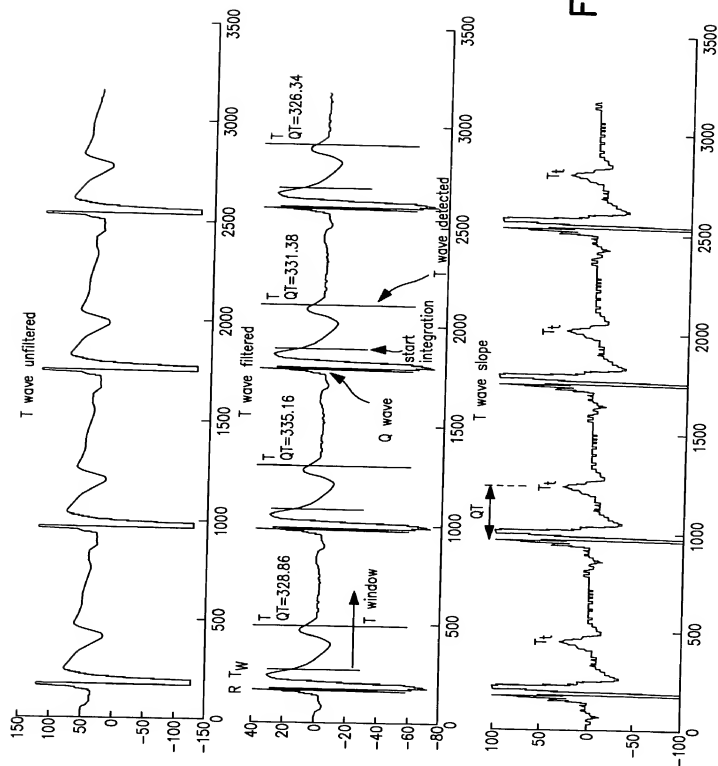 T wave unfiltered
150
100
50
0
-50
-100
-150
0
500
1000
1500
2000
2500
3000
3500
T wave filtered
40
20
0
-20
-40
-60
-80
0
500
1000
1500
2000
2500
3000
3500
R
Tw
T
QT=328.86
T window
T
QT=335.16
Q wave
start
integration
T
QT=331.38
T wave detected
T
QT=326.34
T wave slope
100
50
0
-50
-100
0
500
1000
1500
2000
2500
3000
3500
Tt
QT
Tt
Tt
Tt
F